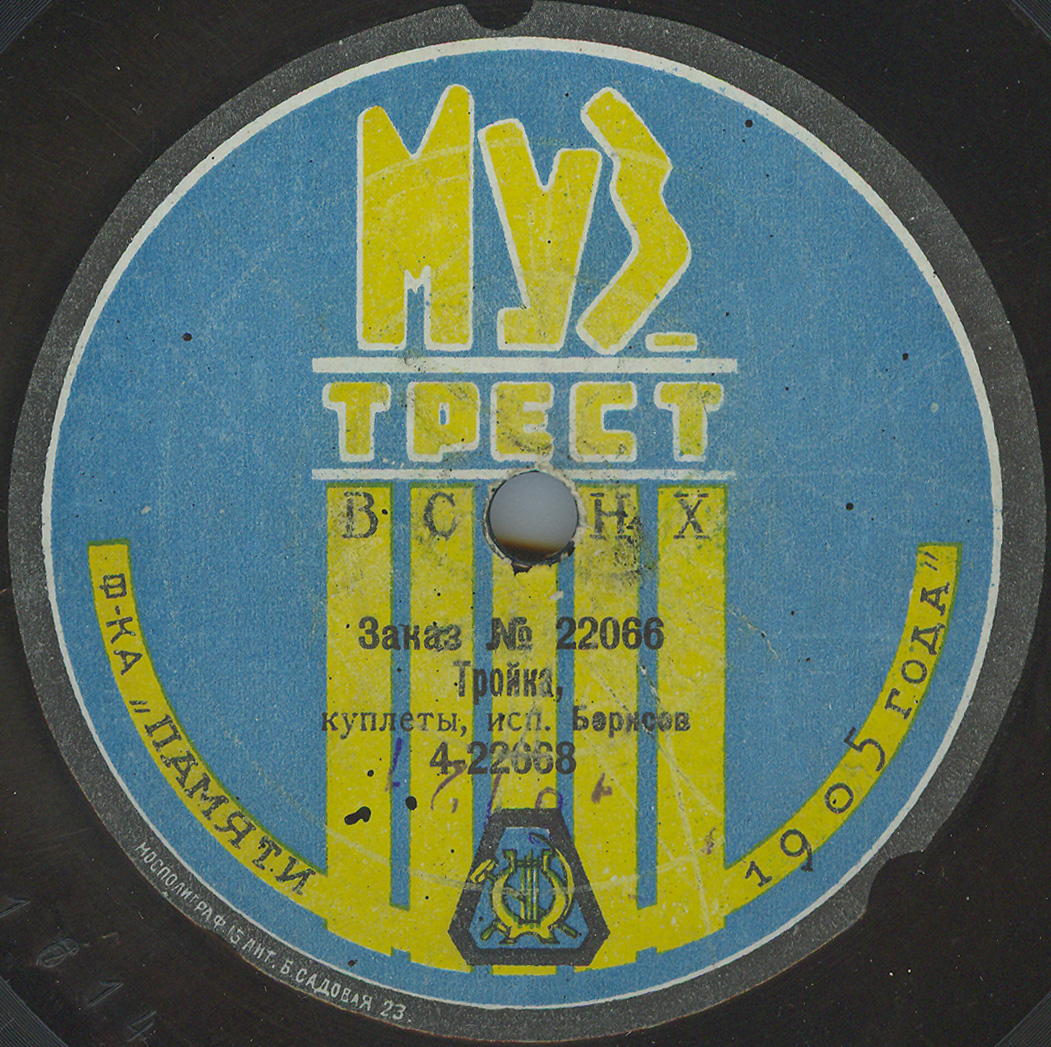 МУЗ
ТРЕСТ
В С Н Х
Заказ № 22066
Тройка,
куплеты, исп. Борисов
4-22668
Ф-КА „ПАМЯТИ 1905 ГОДА”
МОСПОЛИГРАФ 15 ЛИТ. Б. САДОВАЯ 23.